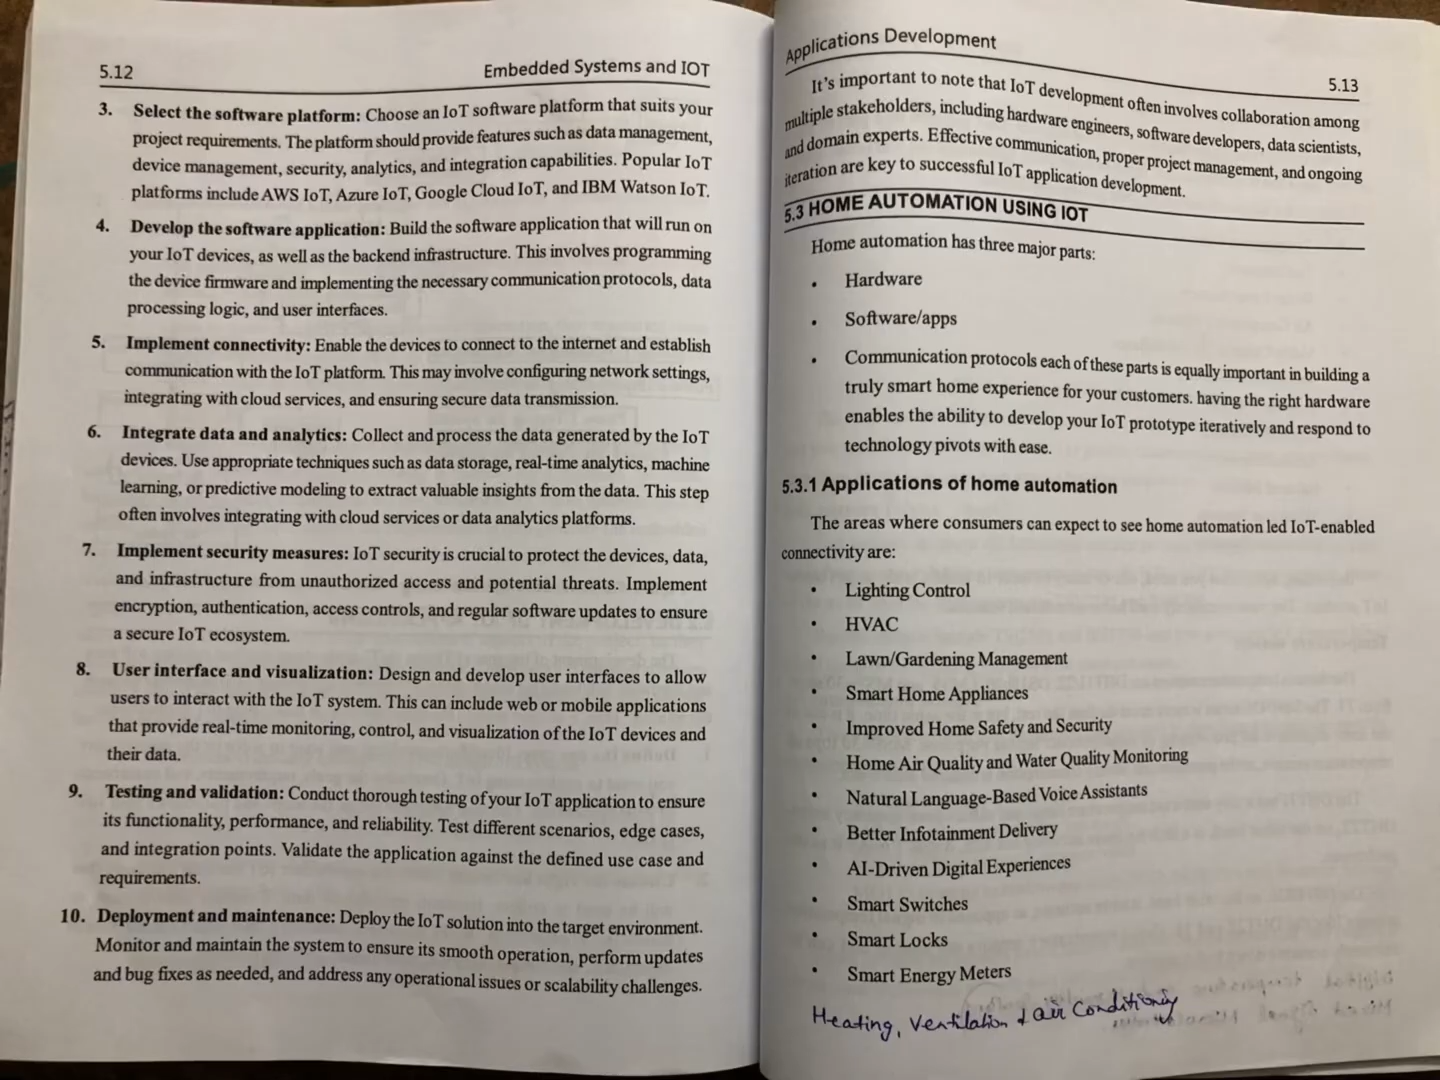 5.12
Embedded Systems and IOT
3. Select the software platform: Choose an IoT software platform that suits your
project requirements. The platform should provide features such as data management,
device management, security, analytics, and integration capabilities. Popular IoT
platforms include AWS IoT, Azure IoT, Google Cloud IoT, and IBM Watson IoT.
4. Develop the software application: Build the software application that will run on
your IoT devices, as well as the backend infrastructure. This involves programming
the device firmware and implementing the necessary communication protocols, data
processing logic, and user interfaces.
5. Implement connectivity: Enable the devices to connect to the internet and establish
communication with the IoT platform. This may involve configuring network settings,
integrating with cloud services, and ensuring secure data transmission.
6. Integrate data and analytics: Collect and process the data generated by the IoT
devices. Use appropriate techniques such as data storage, real-time analytics, machine
learning, or predictive modeling to extract valuable insights from the data. This step
often involves integrating with cloud services or data analytics platforms.
7. Implement security measures: IoT security is crucial to protect the devices, data,
and infrastructure from unauthorized access and potential threats. Implement
encryption, authentication, access controls, and regular software updates to ensure
a secure IoT ecosystem.
8. User interface and visualization: Design and develop user interfaces to allow
users to interact with the IoT system. This can include web or mobile applications
that provide real-time monitoring, control, and visualization of the IoT devices and
their data.
9. Testing and validation: Conduct thorough testing of your IoT application to ensure
its functionality, performance, and reliability. Test different scenarios, edge cases,
and integration points. Validate the application against the defined use case and
requirements.
10. Deployment and maintenance: Deploy the IoT solution into the target environment.
Monitor and maintain the system to ensure its smooth operation, perform updates
and bug fixes as needed, and address any operational issues or scalability challenges.
Applications Development
5.13
It's important to note that IoT development often involves collaboration among
multiple stakeholders, including hardware engineers, software developers, data scientists,
and domain experts. Effective communication, proper project management, and ongoing
iteration are key to successful IoT application development.
5.3 HOME AUTOMATION USING IOT
Home automation has three major parts:
• Hardware
• Software/apps
• Communication protocols each of these parts is equally important in building a
truly smart home experience for your customers. having the right hardware
enables the ability to develop your IoT prototype iteratively and respond to
technology pivots with ease.
5.3.1 Applications of home automation
The areas where consumers can expect to see home automation led IoT-enabled
connectivity are:
• Lighting Control
• HVAC
• Lawn/Gardening Management
• Smart Home Appliances
• Improved Home Safety and Security
• Home Air Quality and Water Quality Monitoring
• Natural Language-Based Voice Assistants
• Better Infotainment Delivery
• AI-Driven Digital Experiences
• Smart Switches
• Smart Locks
• Smart Energy Meters
Heating, Ventilation & air Conditioning